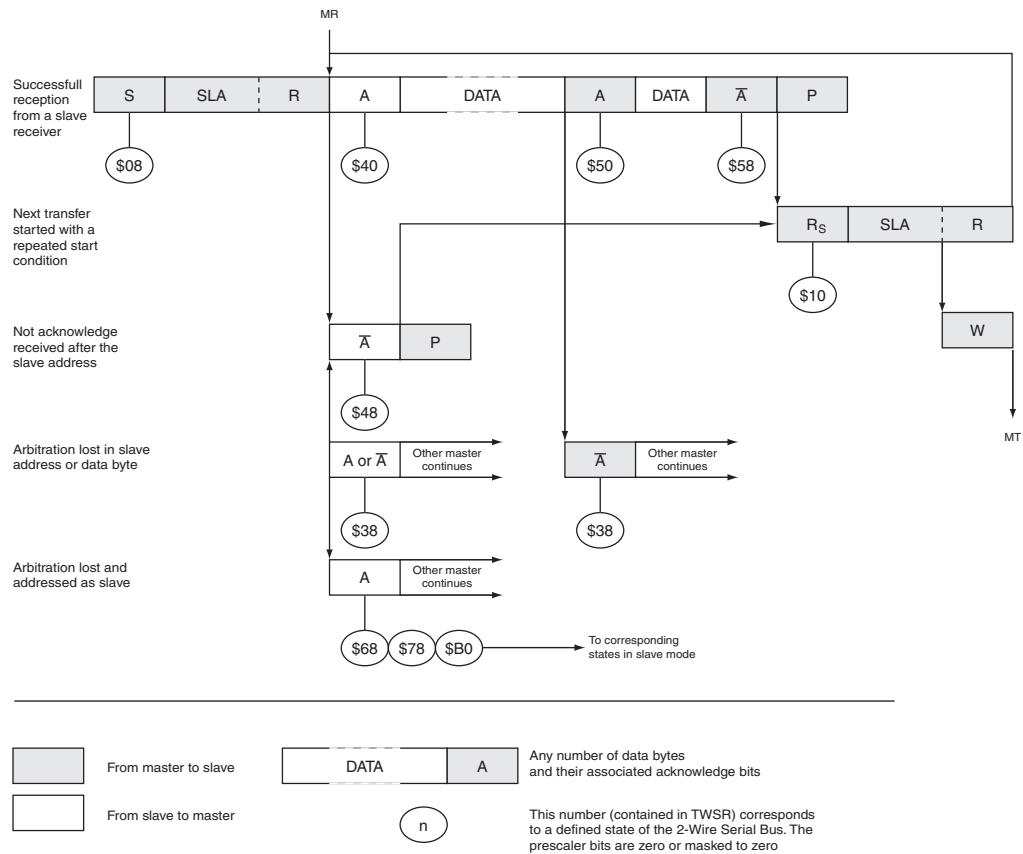 MR
Successfull
reception
from a slave
receiver
S SLA R A DATA A DATA A̅ P
$08 $40 $50 $58
Next transfer
started with a
repeated start
condition
RS SLA R
$10
Not acknowledge
received after the
slave address
A̅ P
W
$48
MT
Arbitration lost in slave
address or data byte
A or A̅ Other master
continues
A̅ Other master
continues
$38 $38
Arbitration lost and
addressed as slave
A Other master
continues
$68 $78 $B0
To corresponding
states in slave mode
From master to slave
DATA A
Any number of data bytes
and their associated acknowledge bits
From slave to master
n
This number (contained in TWSR) corresponds
to a defined state of the 2-Wire Serial Bus. The
prescaler bits are zero or masked to zero